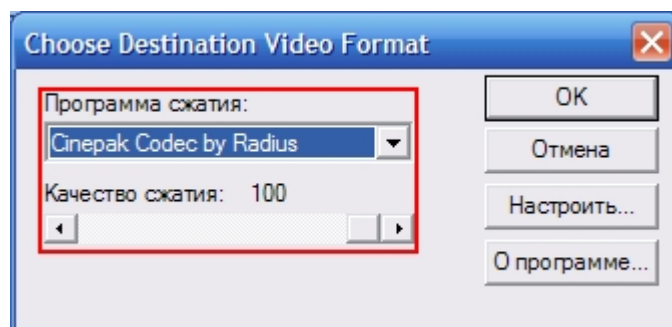 Choose Destination Video Format
Программа сжатия:
Cinepak Codec by Radius
Качество сжатия: 100
OK
Отмена
Настроить...
О программе...